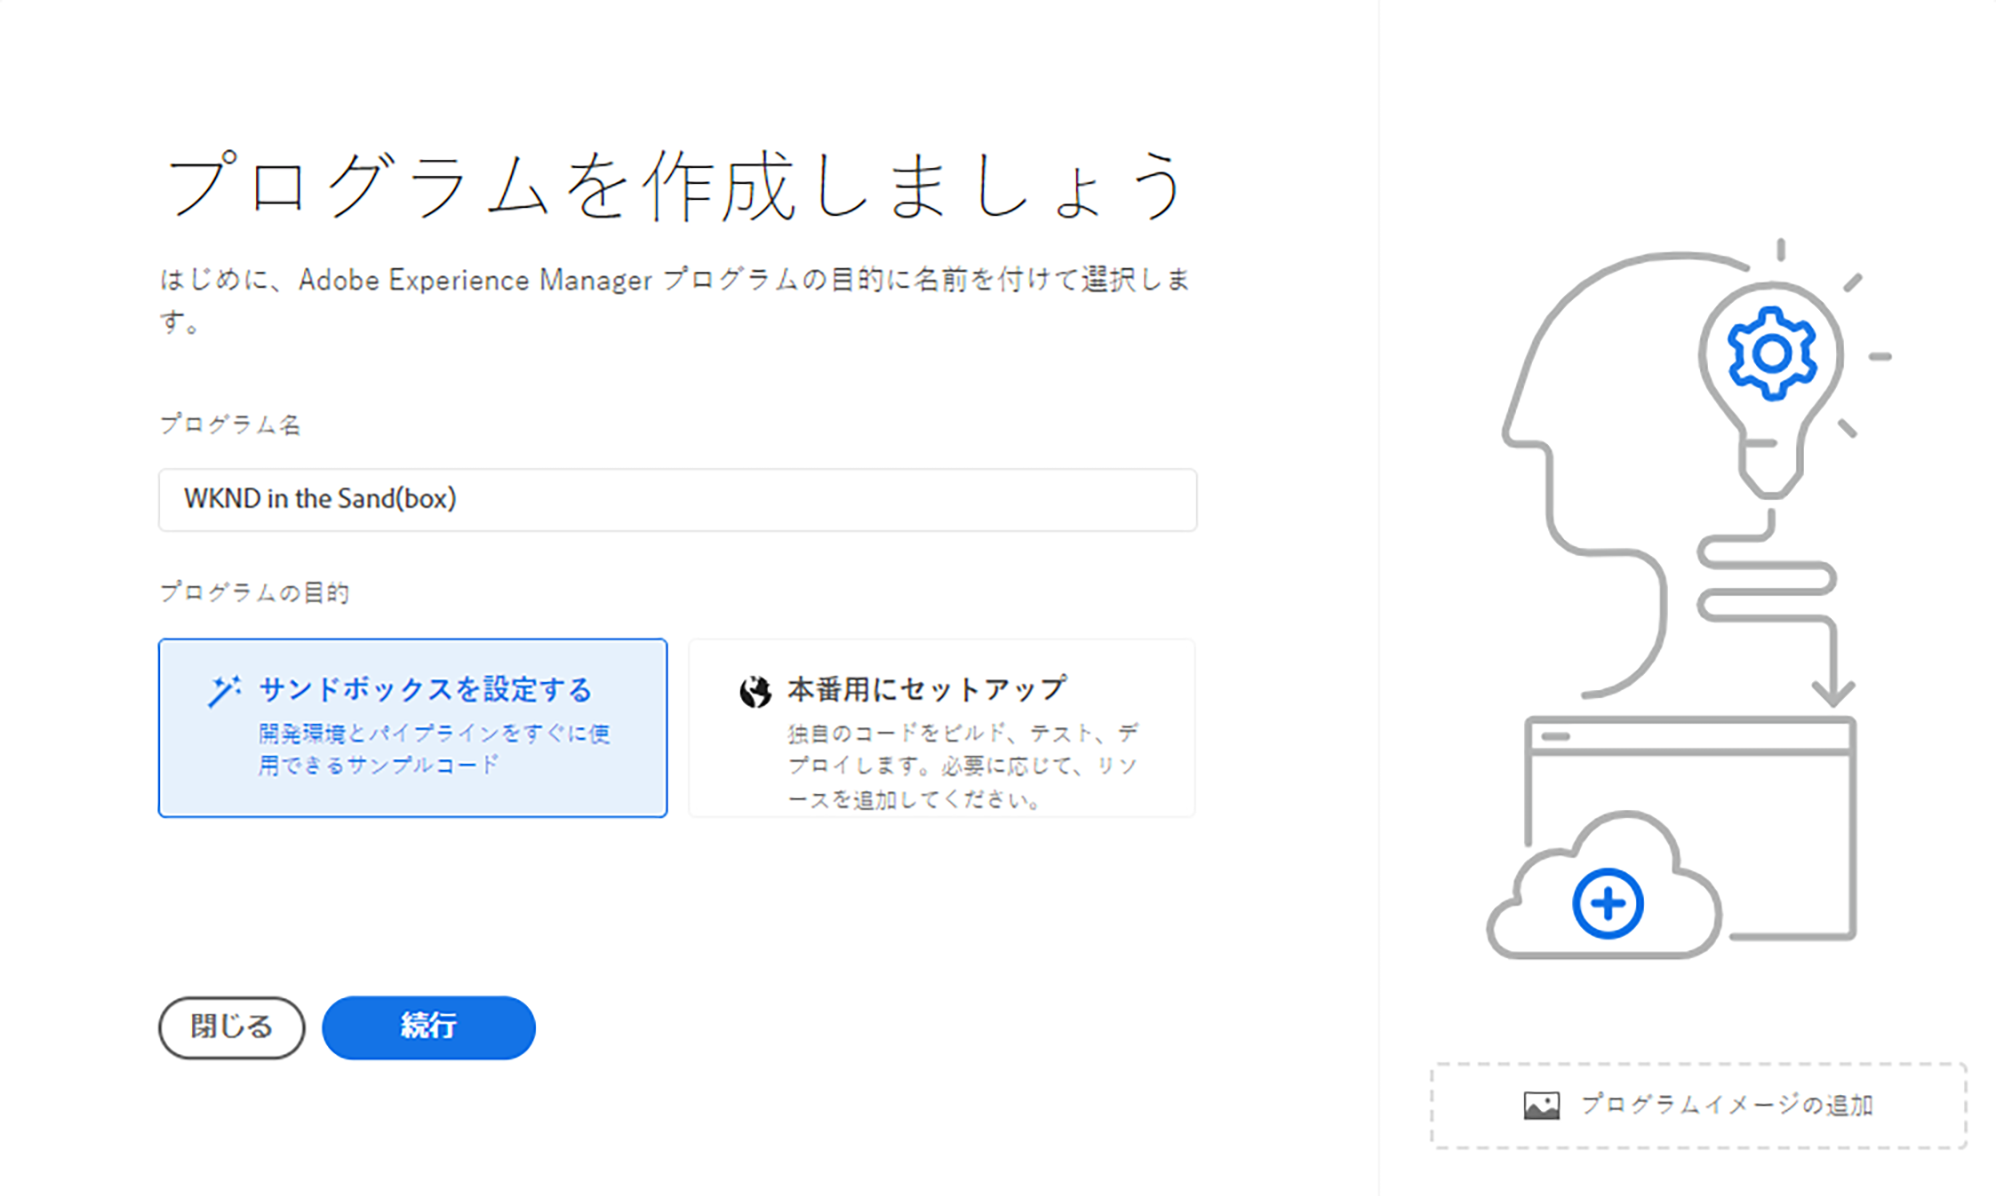 プログラムを作成しましょう
はじめに、Adobe Experience Manager プログラムの目的に名前を付けて選択しま
す。
プログラム名
WKND in the Sand(box)
プログラムの目的
サンドボックスを設定する
開発環境とパイプラインをすぐに使
用できるサンプルコード
本番用にセットアップ
独自のコードをビルド、テスト、デ
プロイします。必要に応じて、リソ
ースを追加してください。
閉じる
続行
プログラムイメージの追加